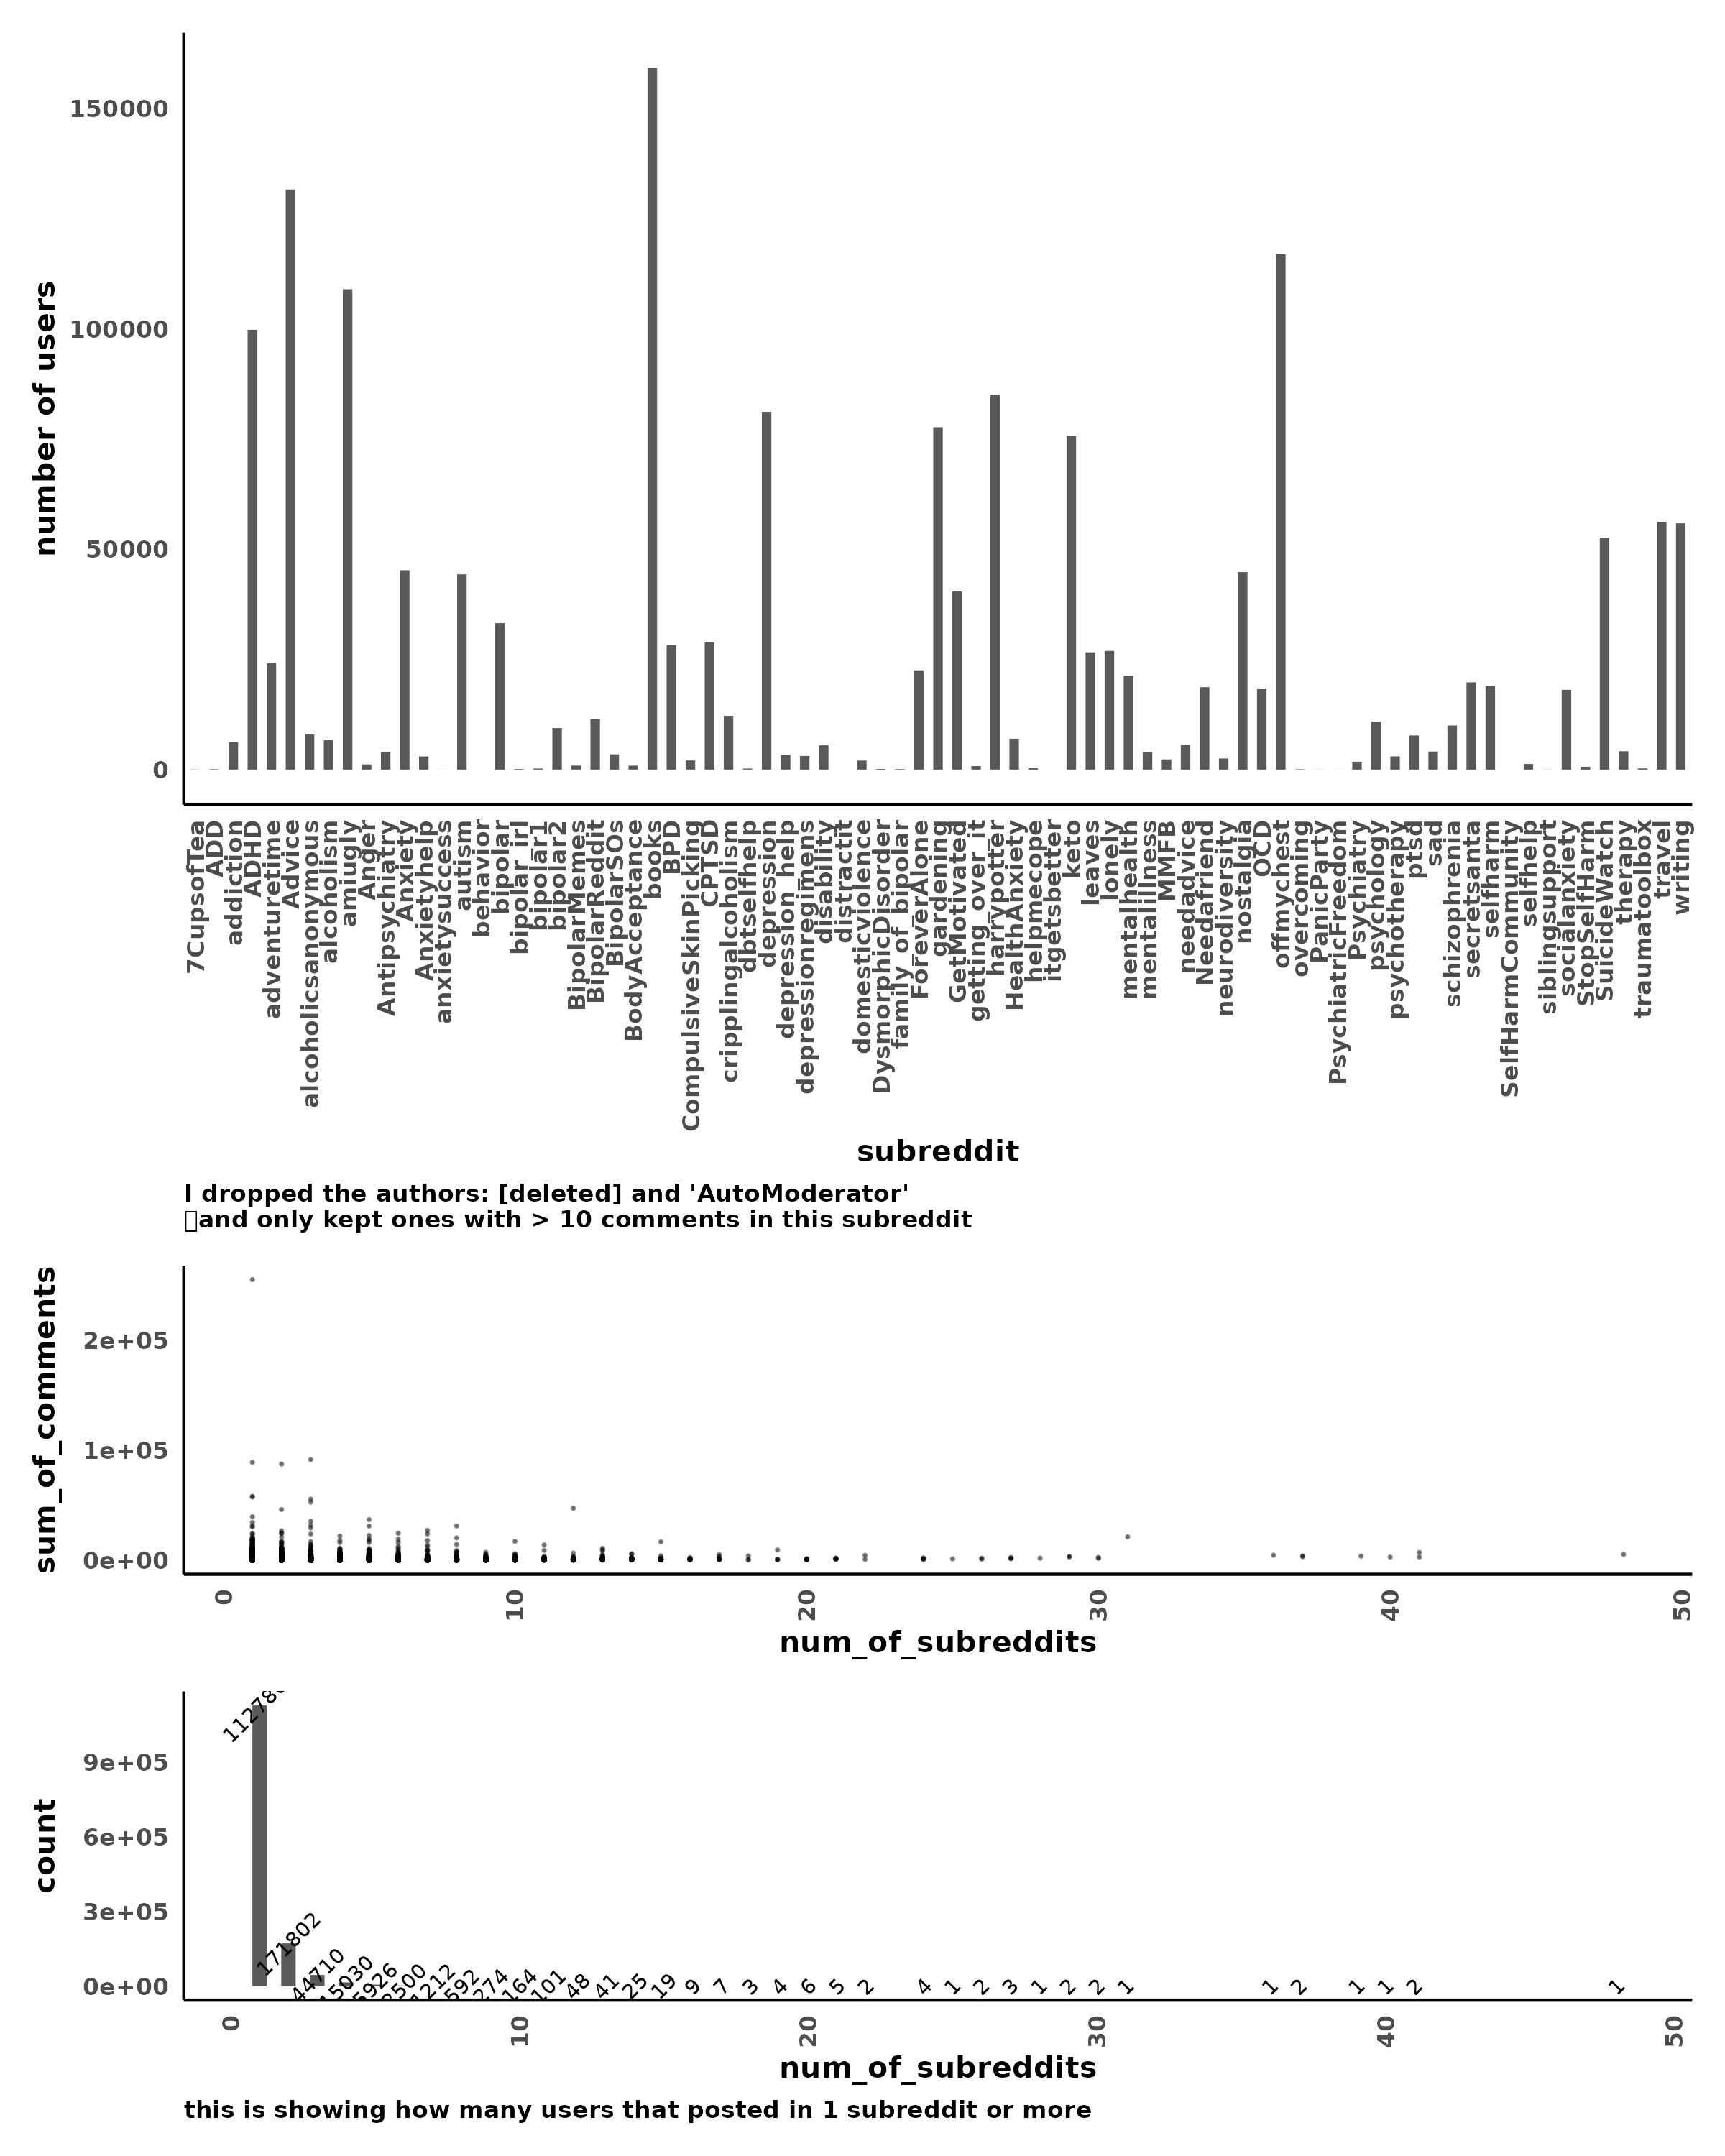 150000
100000
50000
0
number of users
7CupsofTea
ADD
addiction
ADHD
adventuretime
Advice
alcoholicsanonymous
alcoholism
amiugly
Anger
Antipsychiatry
Anxiety
Anxietyhelp
anxietysuccess
autism
behavior
bipolar
bipolar_irl
bipolar1
bipolar2
BipolarMemes
BipolarReddit
BipolarSOs
BodyAcceptance
books
BPD
CompulsiveSkinPicking
CPTSD
cripplingalcoholism
dbtselfhelp
depression
depression_help
depressionregimens
disability
distractit
domesticviolence
DysmorphicDisorder
family_of_bipolar
ForeverAlone
gardening
GetMotivated
getting_over_it
harrypotter
HealthAnxiety
helpmecope
itgetsbetter
keto
leaves
lonely
mentalhealth
mentalillness
MMFB
needadvice
Needafriend
neurodiversity
nostalgia
OCD
offmychest
overcoming
PanicParty
PsychiatricFreedom
Psychiatry
psychology
psychotherapy
ptsd
sad
schizophrenia
secretsanta
selfharm
SelfHarmCommunity
selfhelp
siblingsupport
socialanxiety
StopSelfHarm
SuicideWatch
therapy
traumatoolbox
travel
writing
subreddit
I dropped the authors: [deleted] and 'AutoModerator'
and only kept ones with > 10 comments in this subreddit
2e+05
1e+05
0e+00
sum_of_comments
0
10
20
30
40
50
num_of_subreddits
9e+05
6e+05
3e+05
0e+00
count
171802
44710
15030
5926
2500
1212
592
274
164
101
48
41
25
19
9
7
3
4
6
5
2
4
1
2
3
1
2
2
1
1
2
1
1
2
1
0
10
20
30
40
50
num_of_subreddits
this is showing how many users that posted in 1 subreddit or more